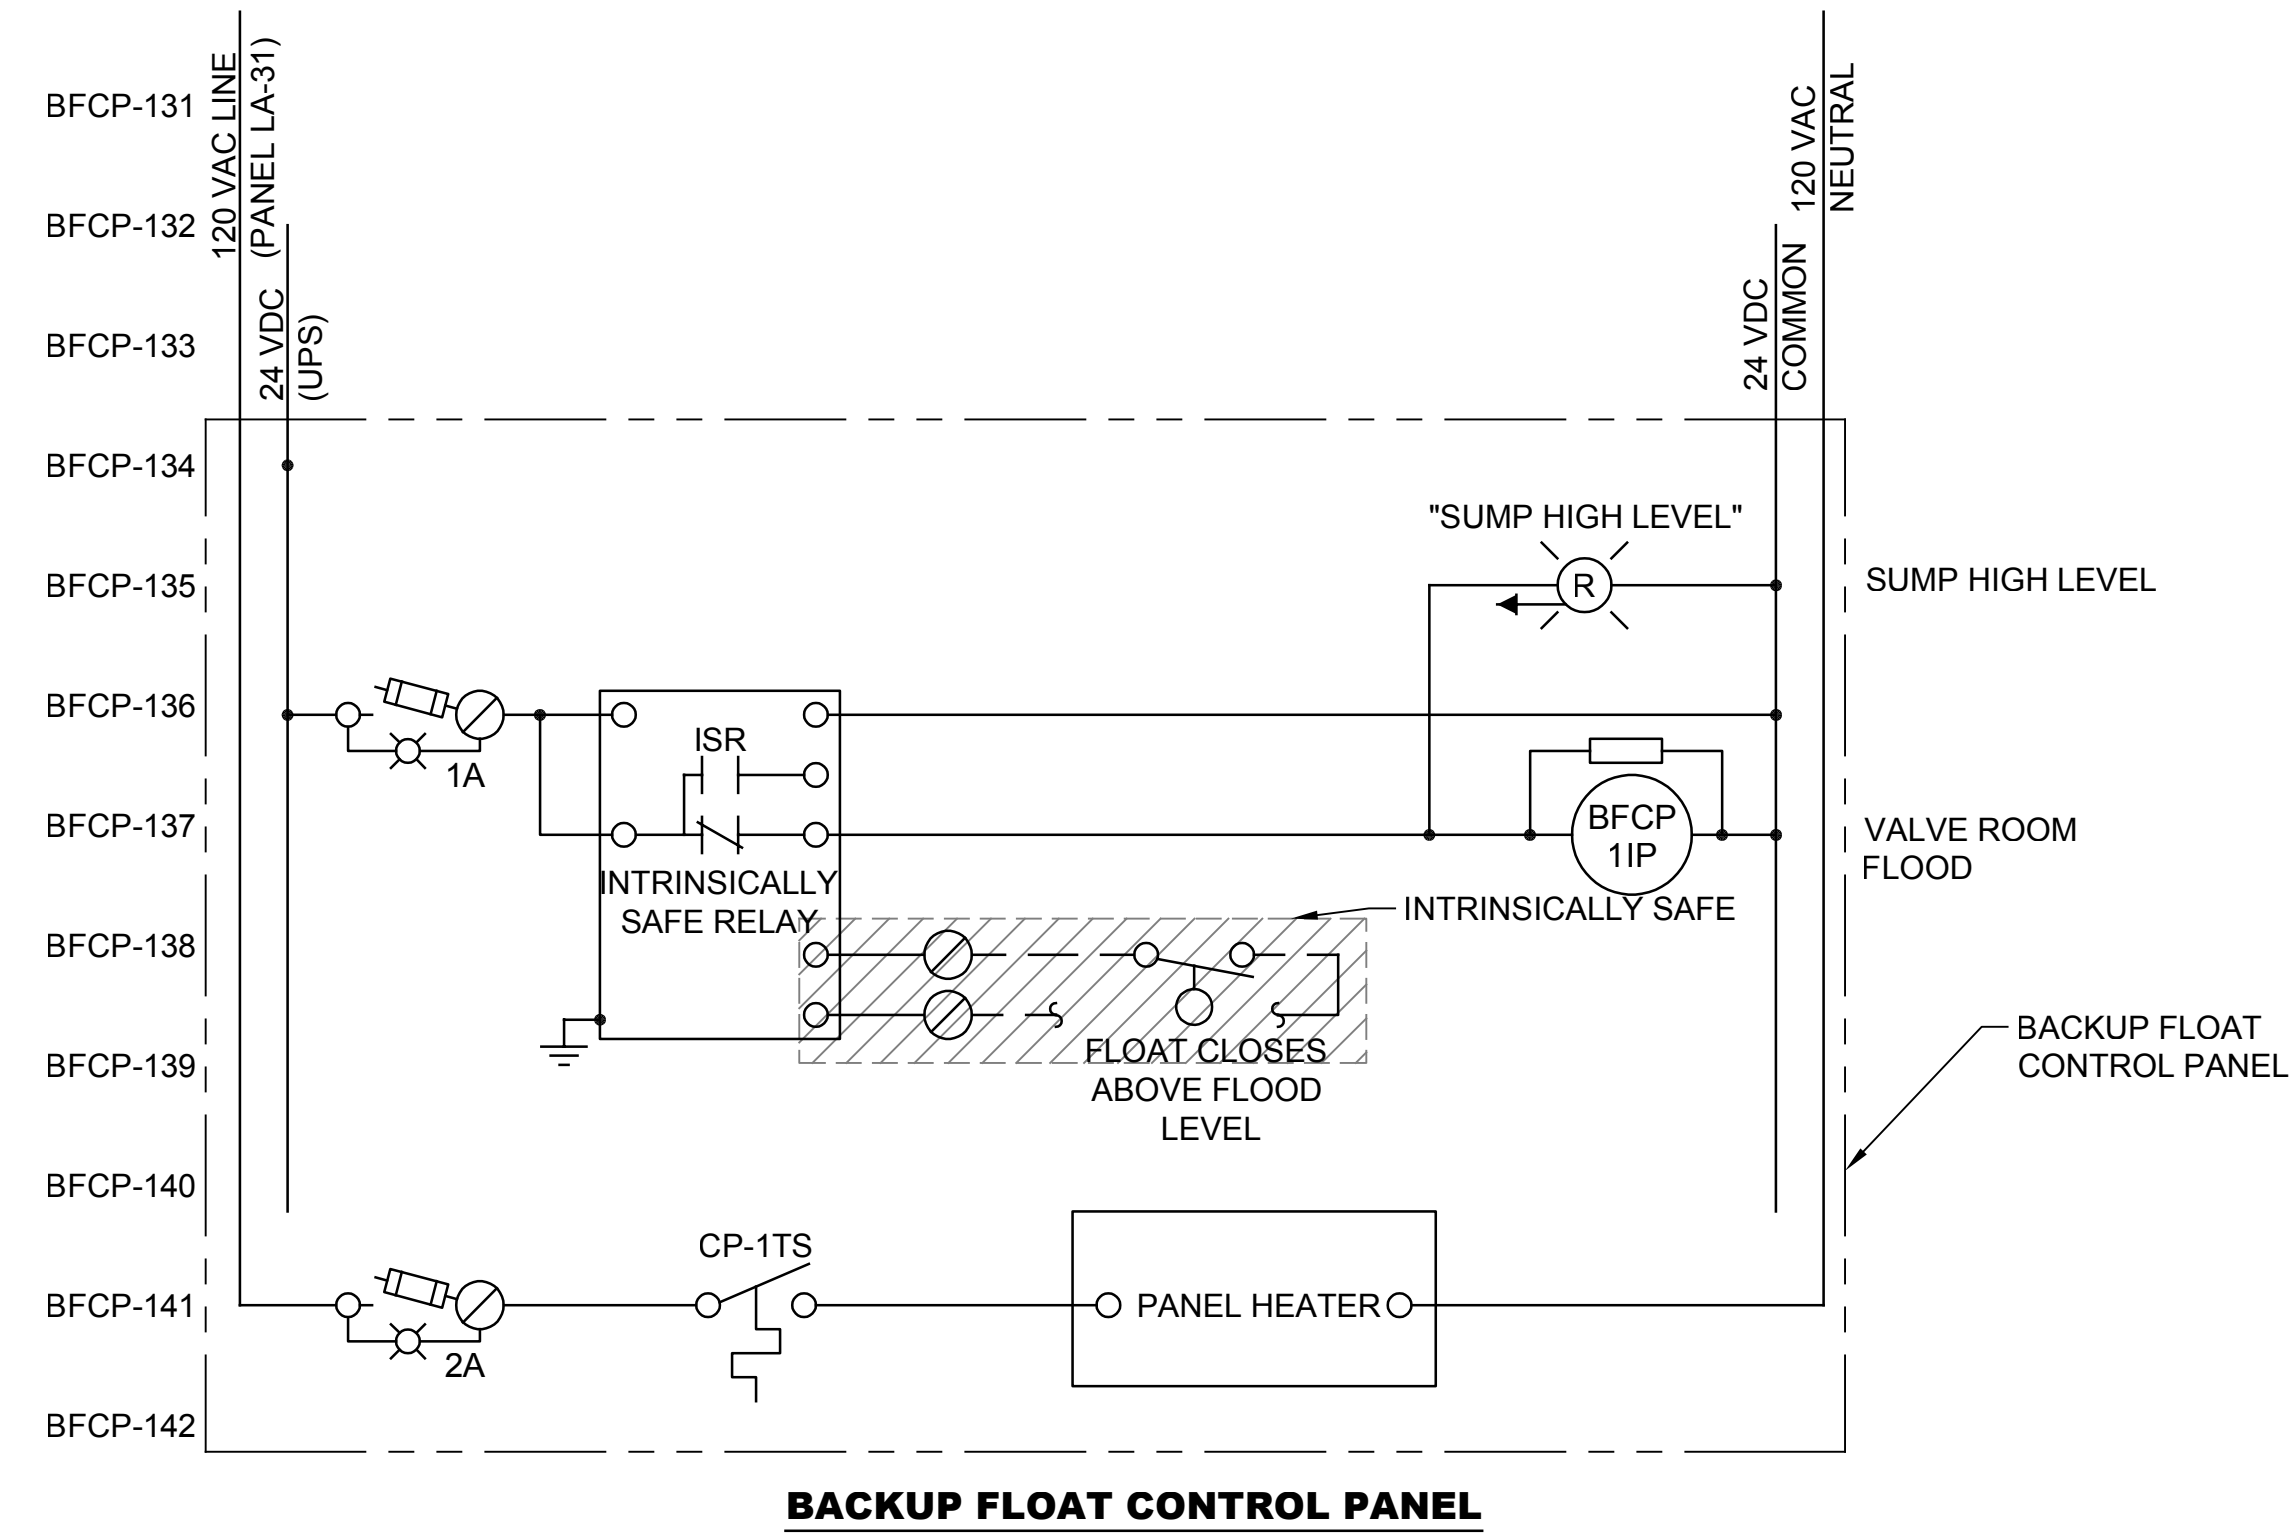 120 VAC LINE
(PANEL LA-31)
24 VDC
(UPS)
120 VAC
NEUTRAL
24 VDC
COMMON
BFCP-131
BFCP-132
BFCP-133
BFCP-134
"SUMP HIGH LEVEL"
BFCP-135
R
SUMP HIGH LEVEL
BFCP-136
ISR
1A
BFCP-137
BFCP
1IP
VALVE ROOM
FLOOD
INTRINSICALLY
SAFE RELAY
INTRINSICALLY SAFE
BFCP-138
BFCP-139
FLOAT CLOSES
ABOVE FLOOD
LEVEL
BACKUP FLOAT
CONTROL PANEL
BFCP-140
CP-1TS
BFCP-141
PANEL HEATER
2A
BFCP-142
BACKUP FLOAT CONTROL PANEL